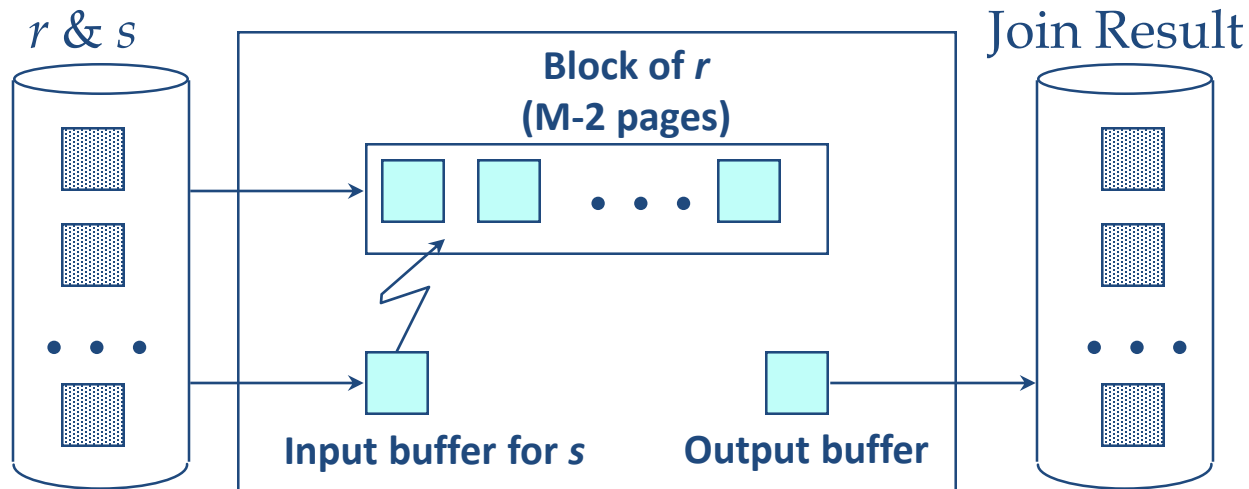 r & s
Join Result
Block of r
(M-2 pages)
Input buffer for s
Output buffer